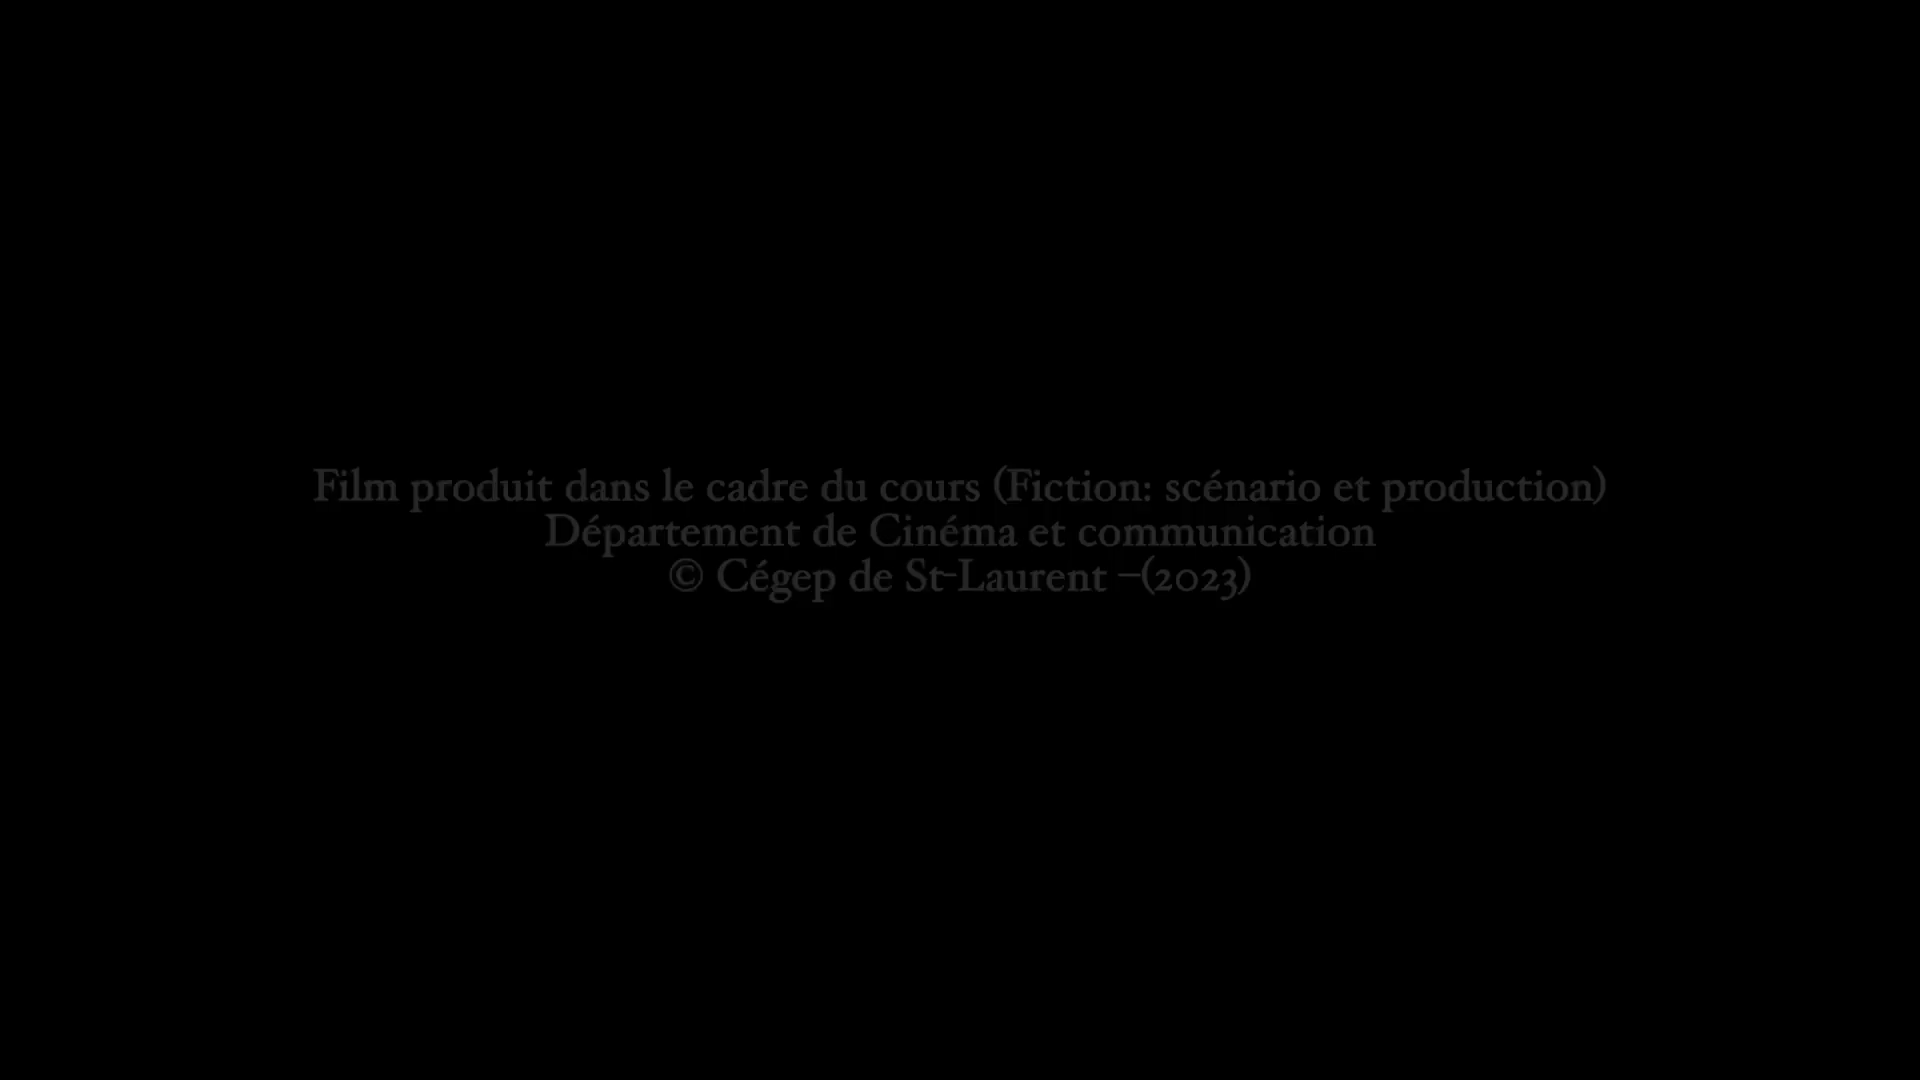 Film produit dans le cadre du cours (Fiction: scénario et production)
Département de Cinéma et communication
© Cégep de St-Laurent –(2023)